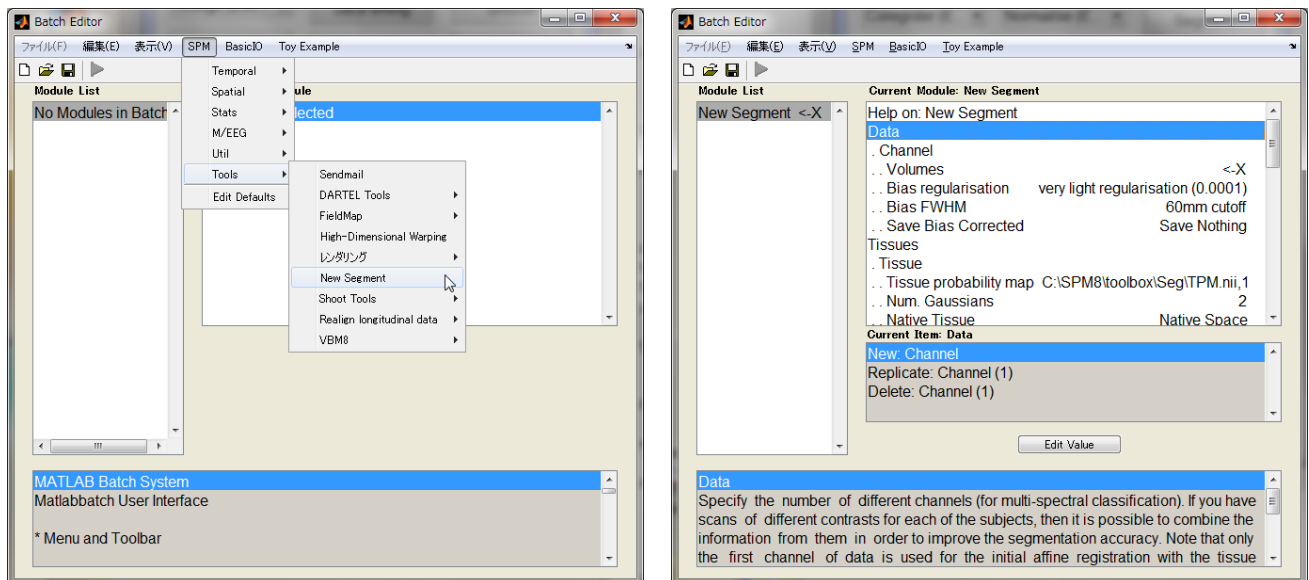 Batch Editor
ファイル(F) 編集(E) 表示(V) SPM BasicIO Toy Example
Module List
No Modules in Batch
ule
lected
Temporal
Spatial
Stats
M/EEG
Util
Tools
Edit Defaults
Sendmail
DARTEL Tools
FieldMap
High-Dimensional Warping
レンダリング
New Segment
Shoot Tools
Realign longitudinal data
VBM8
MATLAB Batch System
Matlabbatch User Interface
* Menu and Toolbar
Batch Editor
ファイル(F) 編集(E) 表示(V) SPM BasicIO Toy Example
Module List
New Segment <-X
Current Module: New Segment
Help on: New Segment
Data
. Channel
. . Volumes <-X
. . Bias regularisation very light regularisation (0.0001)
. . Bias FWHM 60mm cutoff
. . Save Bias Corrected Save Nothing
Tissues
. Tissue
. . Tissue probability map C:\SPM8\toolbox\Seg\TPM.nii,1
. . Num. Gaussians 2
. . Native Tissue Native Space
Current Item: Data
New: Channel
Replicate: Channel (1)
Delete: Channel (1)
Edit Value
Data
Specify the number of different channels (for multi-spectral classification). If you have
scans of different contrasts for each of the subjects, then it is possible to combine the
information from them in order to improve the segmentation accuracy. Note that only
the first channel of data is used for the initial affine registration with the tissue